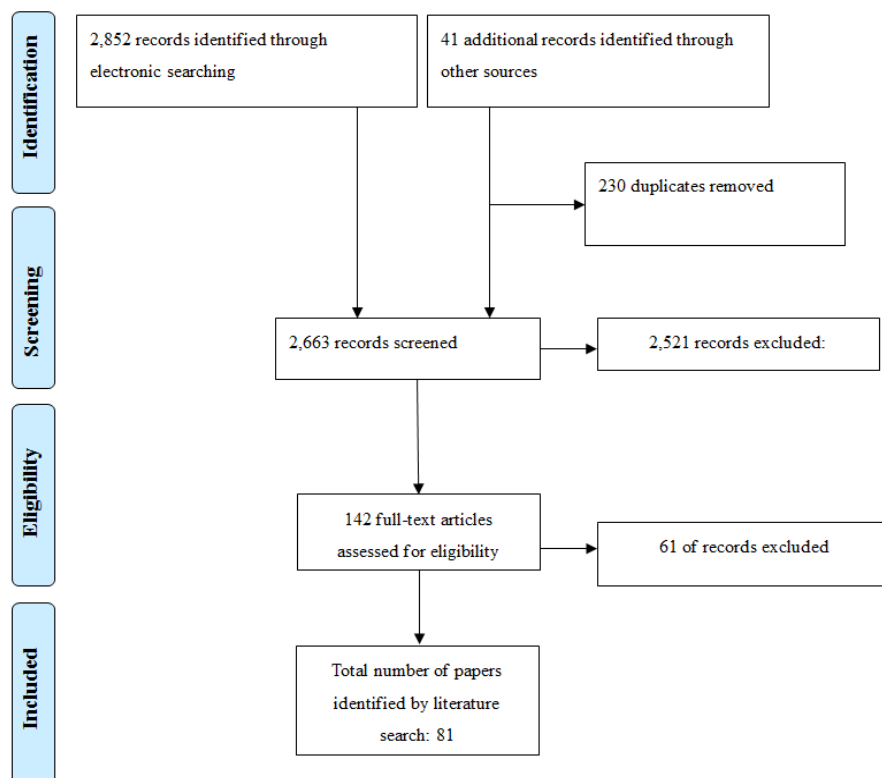 Identification
2,852 records identified through
electronic searching
41 additional records identified through
other sources
230 duplicates removed
Screening
2,663 records screened
2,521 records excluded:
Eligibility
142 full-text articles
assessed for eligibility
61 of records excluded
Included
Total number of papers
identified by literature
search: 81